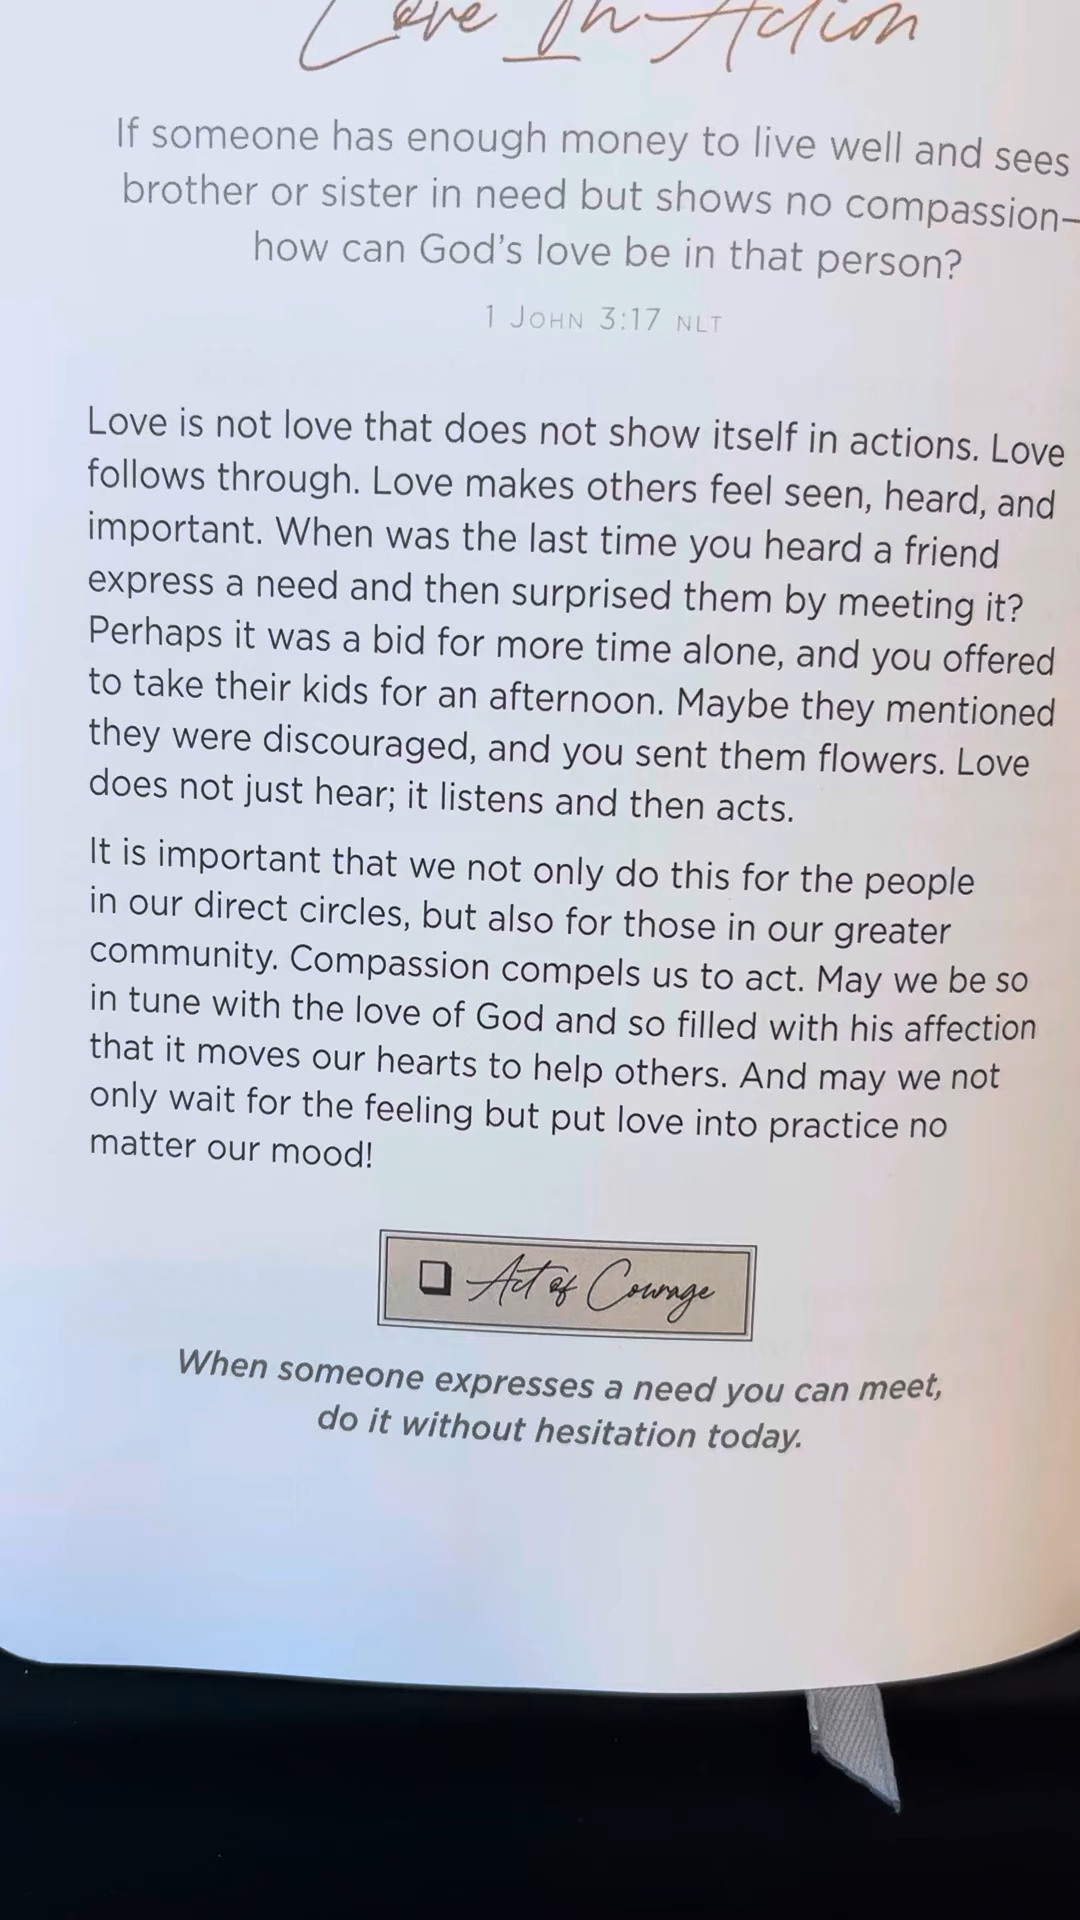 Love In Action
If someone has enough money to live well and sees
brother or sister in need but shows no compassion–
how can God's love be in that person?
1 JOHN 3:17 NLT
Love is not love that does not show itself in actions. Love
follows through. Love makes others feel seen, heard, and
important. When was the last time you heard a friend
express a need and then surprised them by meeting it?
Perhaps it was a bid for more time alone, and you offered
to take their kids for an afternoon. Maybe they mentioned
they were discouraged, and you sent them flowers. Love
does not just hear; it listens and then acts.
It is important that we not only do this for the people
in our direct circles, but also for those in our greater
community. Compassion compels us to act. May we be so
in tune with the love of God and so filled with his affection
that it moves our hearts to help others. And may we not
only wait for the feeling but put love into practice no
matter our mood!
Act of Courage
When someone expresses a need you can meet,
do it without hesitation today.